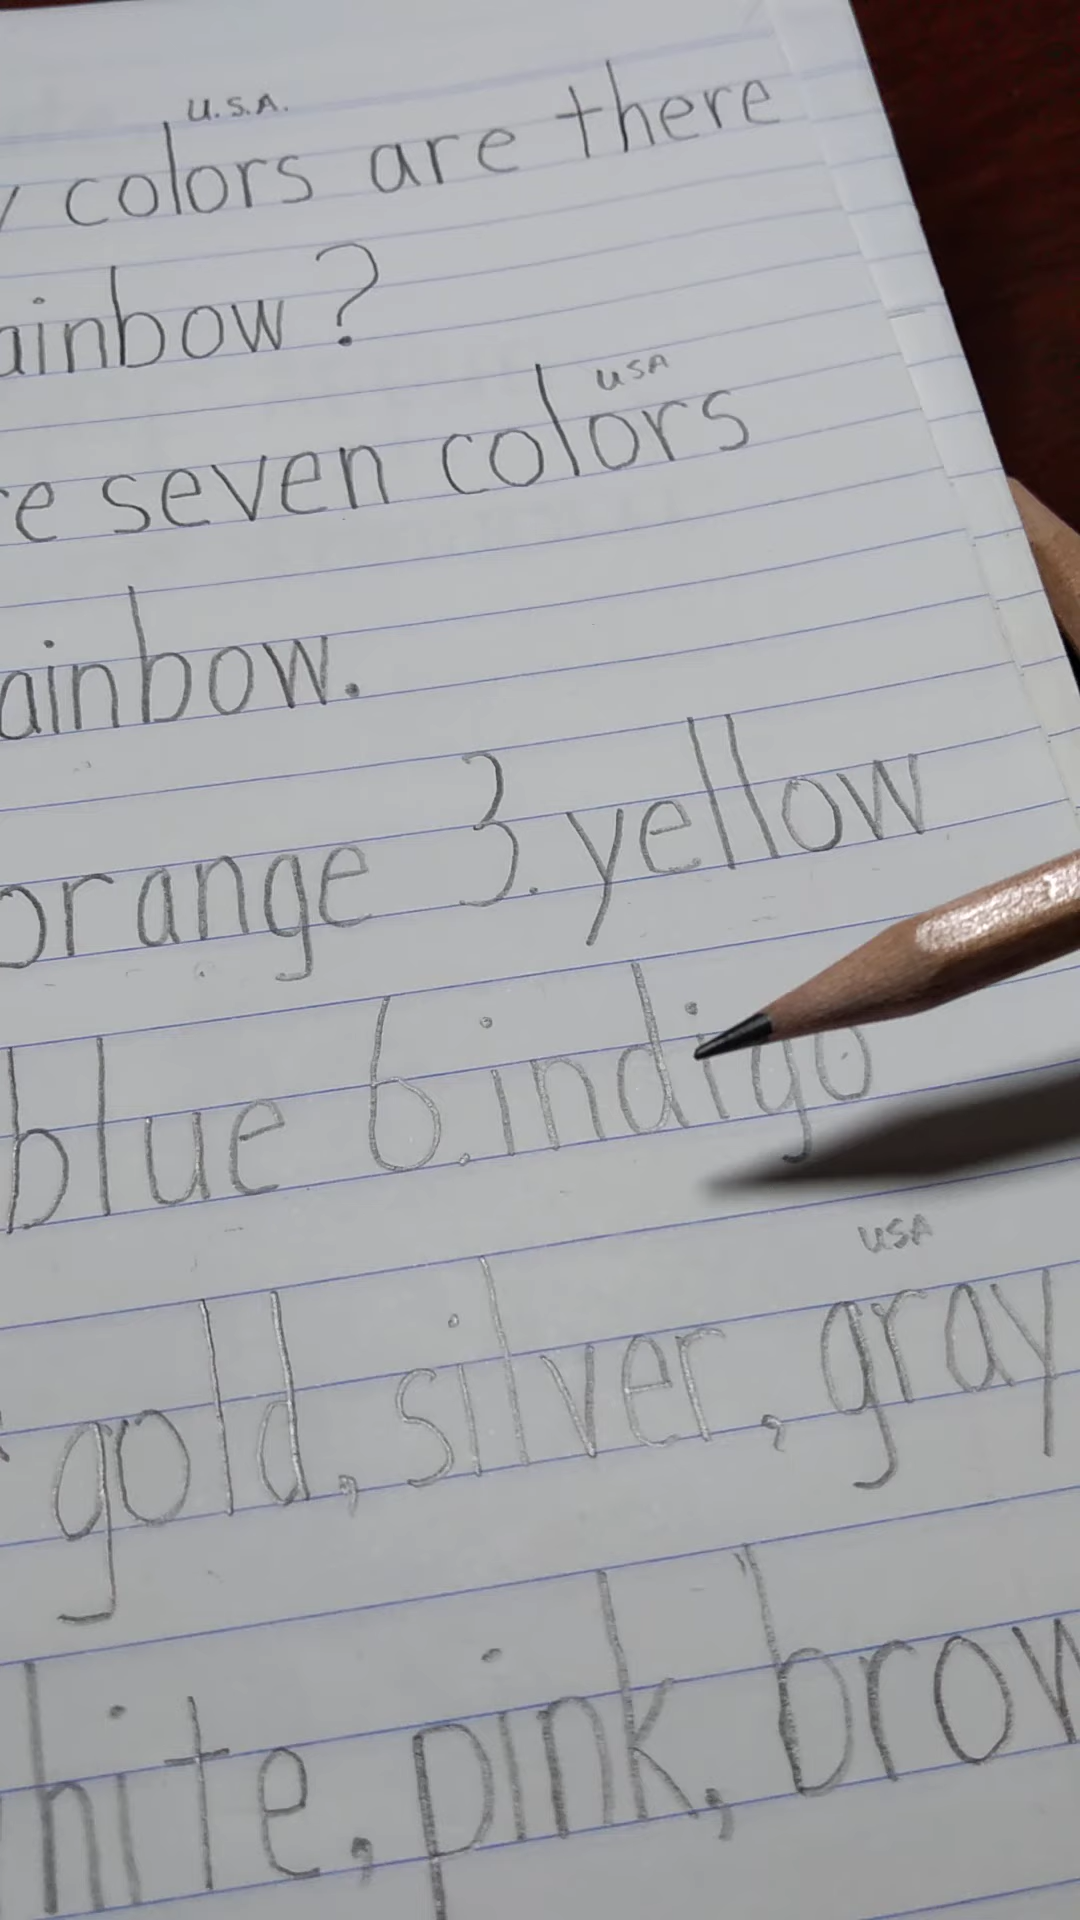 U.S.A.
y colors are there
ainbow?
USA
re seven colors
ainbow.
orange 3. yellow
blue 6. indigo
USA
gold, silver, gray
hite, pink, brow